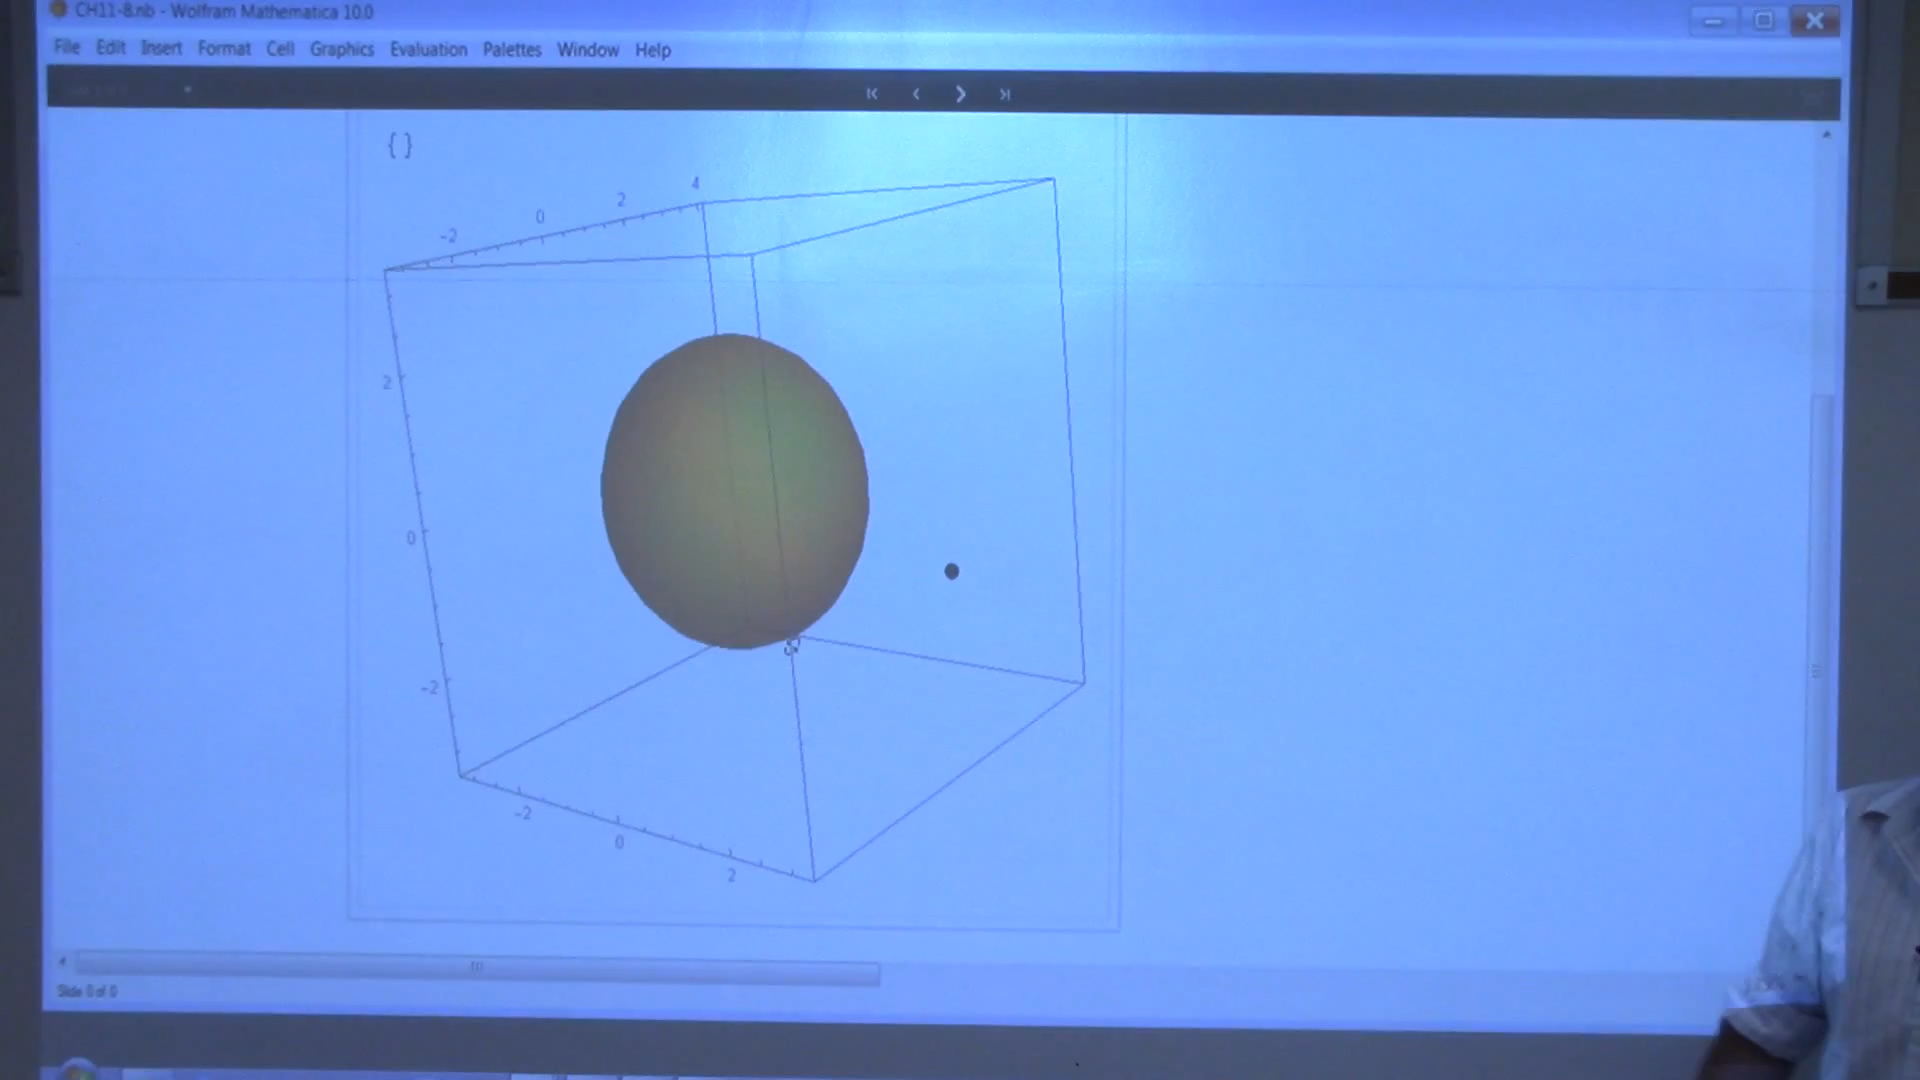 CH11-8.nb - Wolfram Mathematica 10.0
File Edit Insert Format Cell Graphics Evaluation Palettes Window Help
{}
-2 0 2 4
2
0
-2
-2 0 2
Slide 0 of 0